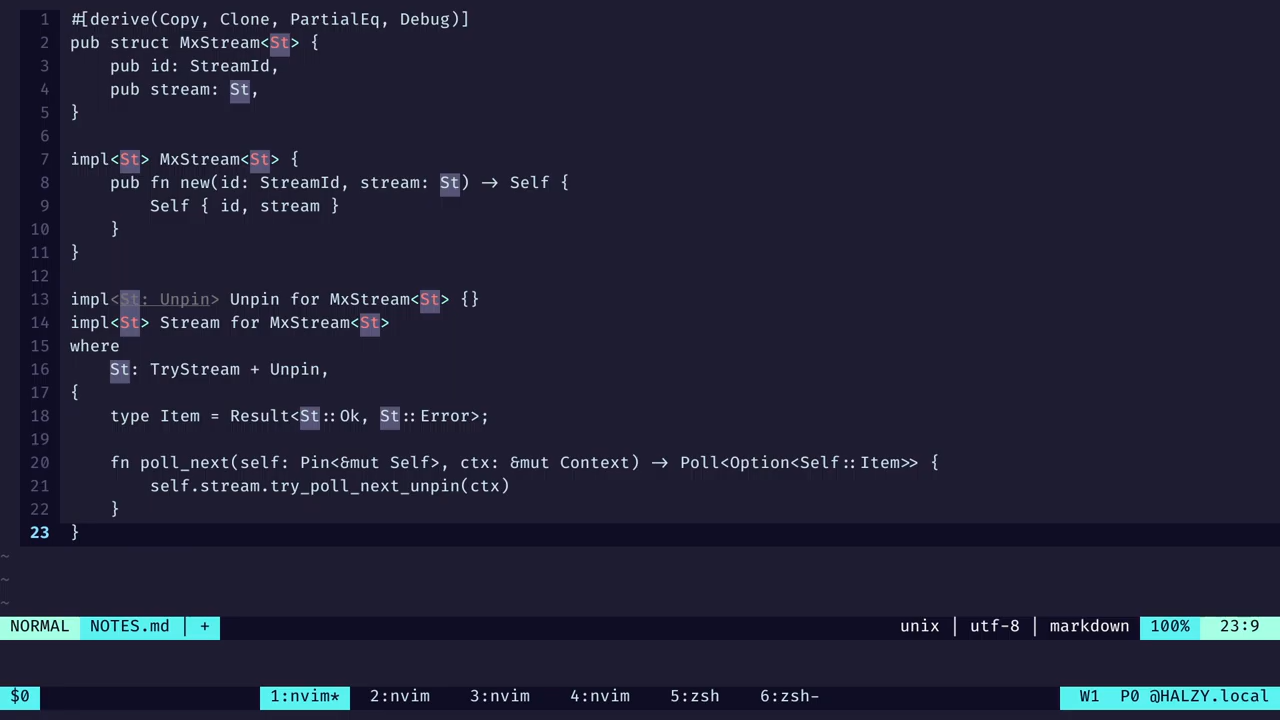 1 #[derive(Copy, Clone, PartialEq, Debug)]
2 pub struct MxStream<St> {
3     pub id: StreamId,
4     pub stream: St,
5 }
6
7 impl<St> MxStream<St> {
8     pub fn new(id: StreamId, stream: St) -> Self {
9         Self { id, stream }
10     }
11 }
12
13 impl<St: Unpin> Unpin for MxStream<St> {}
14 impl<St> Stream for MxStream<St>
15 where
16     St: TryStream + Unpin,
17 {
18     type Item = Result<St::Ok, St::Error>;
19
20     fn poll_next(self: Pin<&mut Self>, ctx: &mut Context) -> Poll<Option<Self::Item>> {
21         self.stream.try_poll_next_unpin(ctx)
22     }
23 }
~
~
~
NORMAL NOTES.md | + unix | utf-8 | markdown 100% 23:9
$0 1:nvim* 2:nvim 3:nvim 4:nvim 5:zsh 6:zsh- W1 P0 @HALZY.local